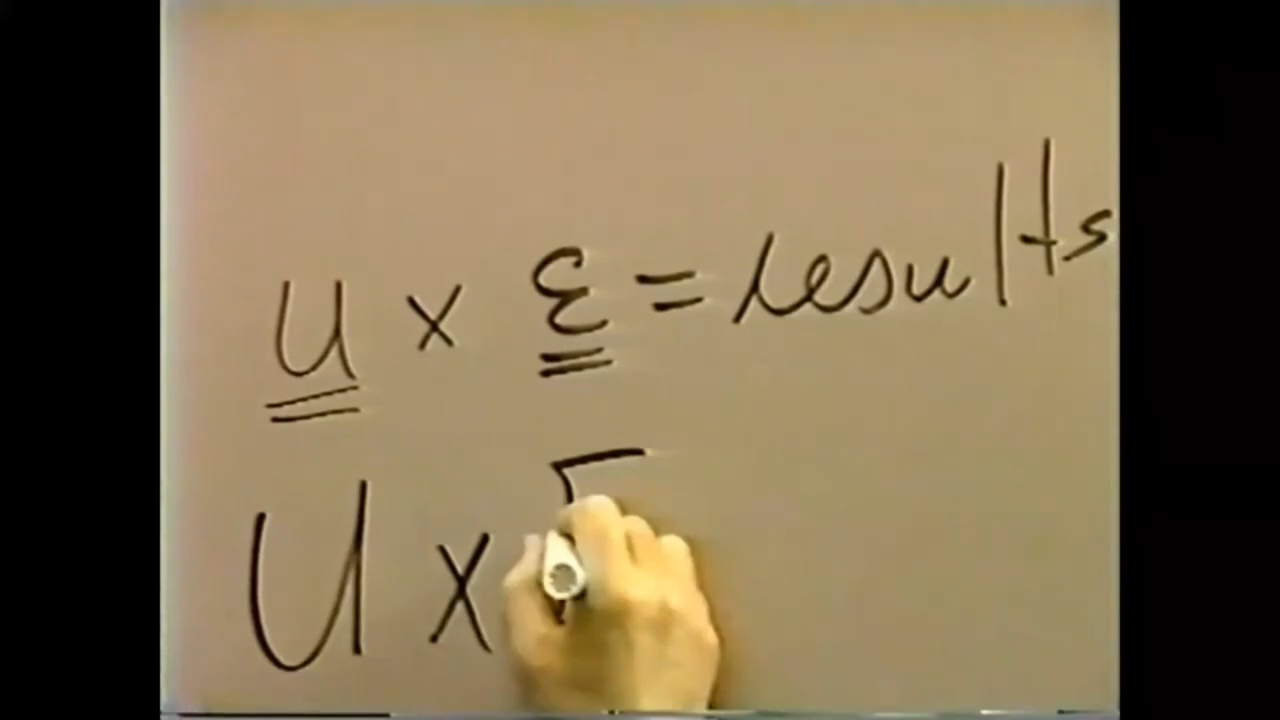 u x ε = results
U x